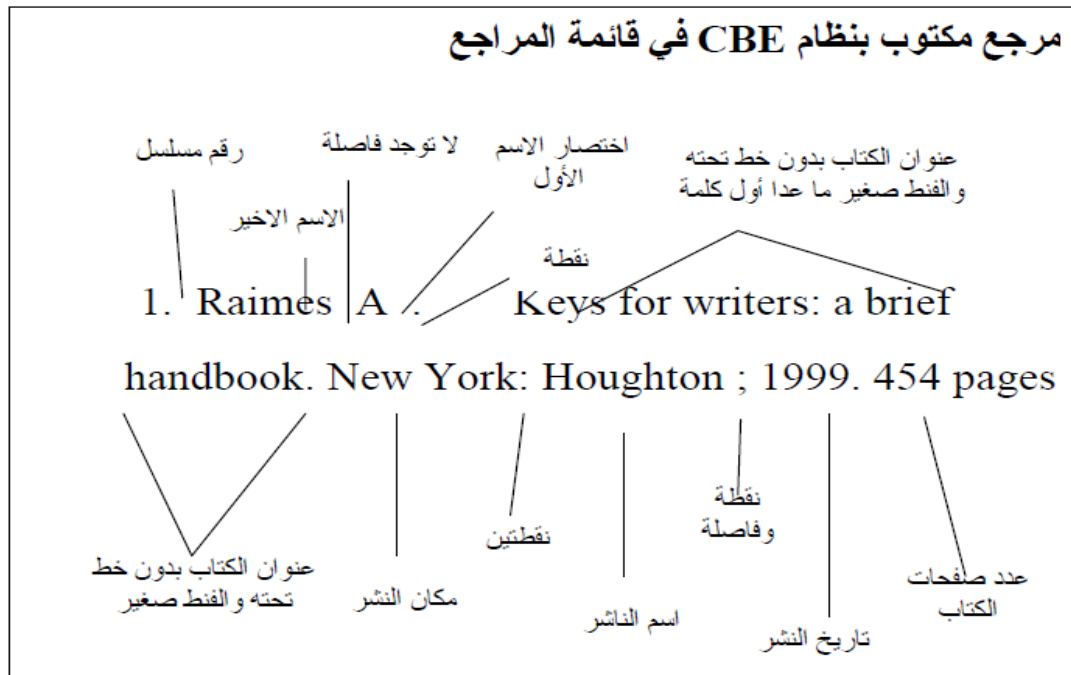 مرجع مكتوب بنظام CBE في قائمة المراجع
عنوان الكتاب بدون خط تحته
والفنط صغير ما عدا أول كلمة
اختصار الاسم
الأول
لا توجد فاصلة
رقم مسلسل
الاسم الاخير
نقطة
1. Raimes A . Keys for writers: a brief
handbook. New York: Houghton ; 1999. 454 pages
عنوان الكتاب بدون خط
تحته والفنط صغير
مكان النشر
نقطتين
اسم الناشر
نقطة
وفاصلة
تاريخ النشر
عدد صفحات
الكتاب